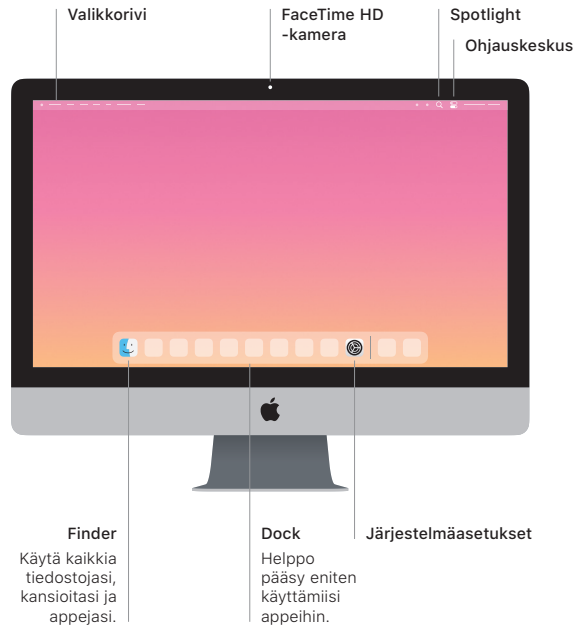 Valikkorivi
FaceTime HD
-kamera
Spotlight
Ohjauskeskus
Finder
Käytä kaikkia
tiedostojasi,
kansioitasi ja
appejasi.
Dock
Helppo
pääsy eniten
käyttämiisi
appeihin.
Järjestelmäasetukset